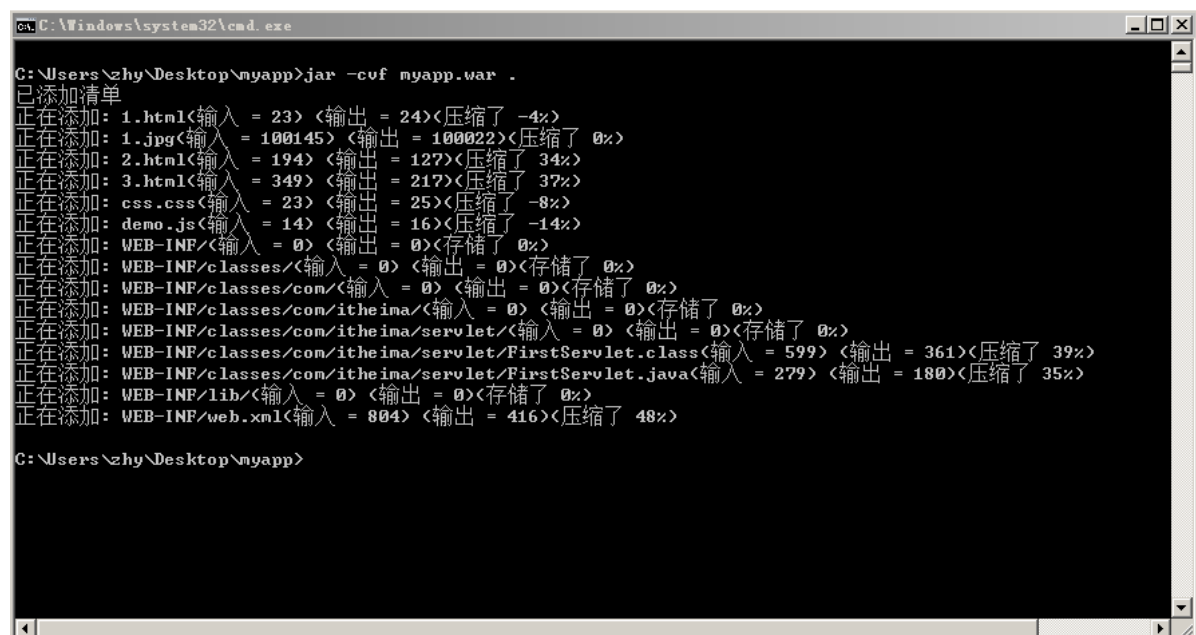 C:\Windows\system32\cmd.exe
C:\Users\zhy\Desktop\myapp>jar -cvf myapp.war .
已添加清单
正在添加: 1.html(输入 = 23) (输出 = 24)(压缩了 -4%)
正在添加: 1.jpg(输入 = 100145) (输出 = 100022)(压缩了 0%)
正在添加: 2.html(输入 = 194) (输出 = 127)(压缩了 34%)
正在添加: 3.html(输入 = 349) (输出 = 217)(压缩了 37%)
正在添加: css.css(输入 = 23) (输出 = 25)(压缩了 -8%)
正在添加: demo.js(输入 = 14) (输出 = 16)(压缩了 -14%)
正在添加: WEB-INF/(输入 = 0) (输出 = 0)(存储了 0%)
正在添加: WEB-INF/classes/(输入 = 0) (输出 = 0)(存储了 0%)
正在添加: WEB-INF/classes/com/(输入 = 0) (输出 = 0)(存储了 0%)
正在添加: WEB-INF/classes/com/itheima/(输入 = 0) (输出 = 0)(存储了 0%)
正在添加: WEB-INF/classes/com/itheima/servlet/(输入 = 0) (输出 = 0)(存储了 0%)
正在添加: WEB-INF/classes/com/itheima/servlet/FirstServlet.class(输入 = 599) (输出 = 361)(压缩了 39%)
正在添加: WEB-INF/classes/com/itheima/servlet/FirstServlet.java(输入 = 279) (输出 = 180)(压缩了 35%)
正在添加: WEB-INF/lib/(输入 = 0) (输出 = 0)(存储了 0%)
正在添加: WEB-INF/web.xml(输入 = 804) (输出 = 416)(压缩了 48%)
C:\Users\zhy\Desktop\myapp>